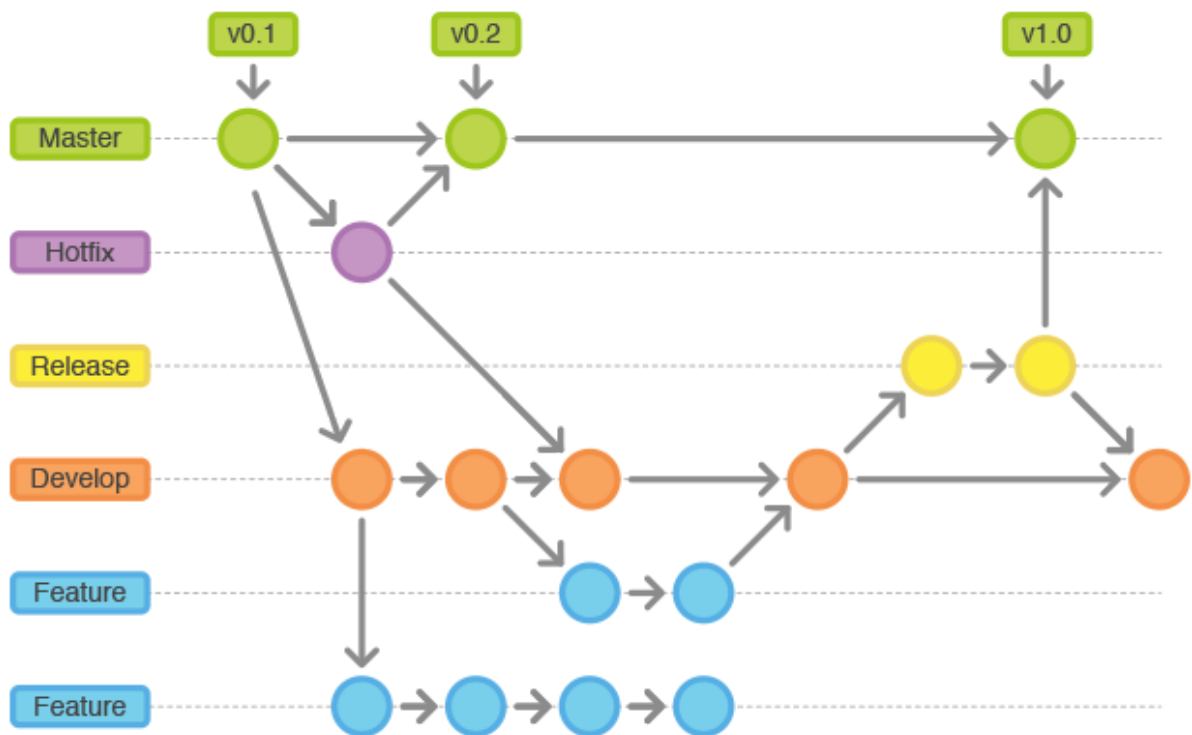 v0.1
v0.2
v1.0
Master
Hotfix
Release
Develop
Feature
Feature